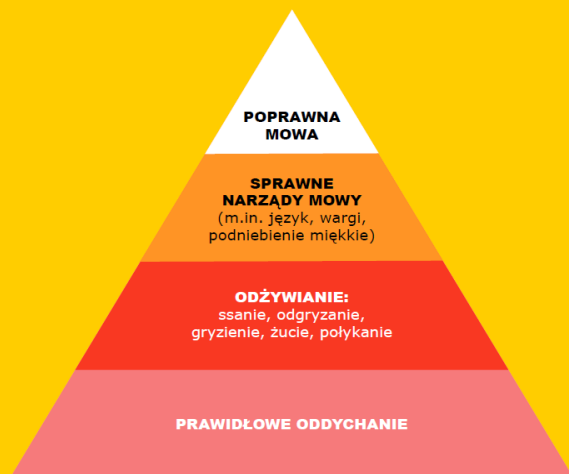 POPRAWNA
MOWA
SPRAWNE
NARZĄDY MOWY
(m.in. język, wargi,
podniebienie miękkie)
ODŻYWIANIE:
ssanie, odgryzanie,
gryzienie, żucie, połykanie
PRAWIDŁOWE ODDYCHANIE